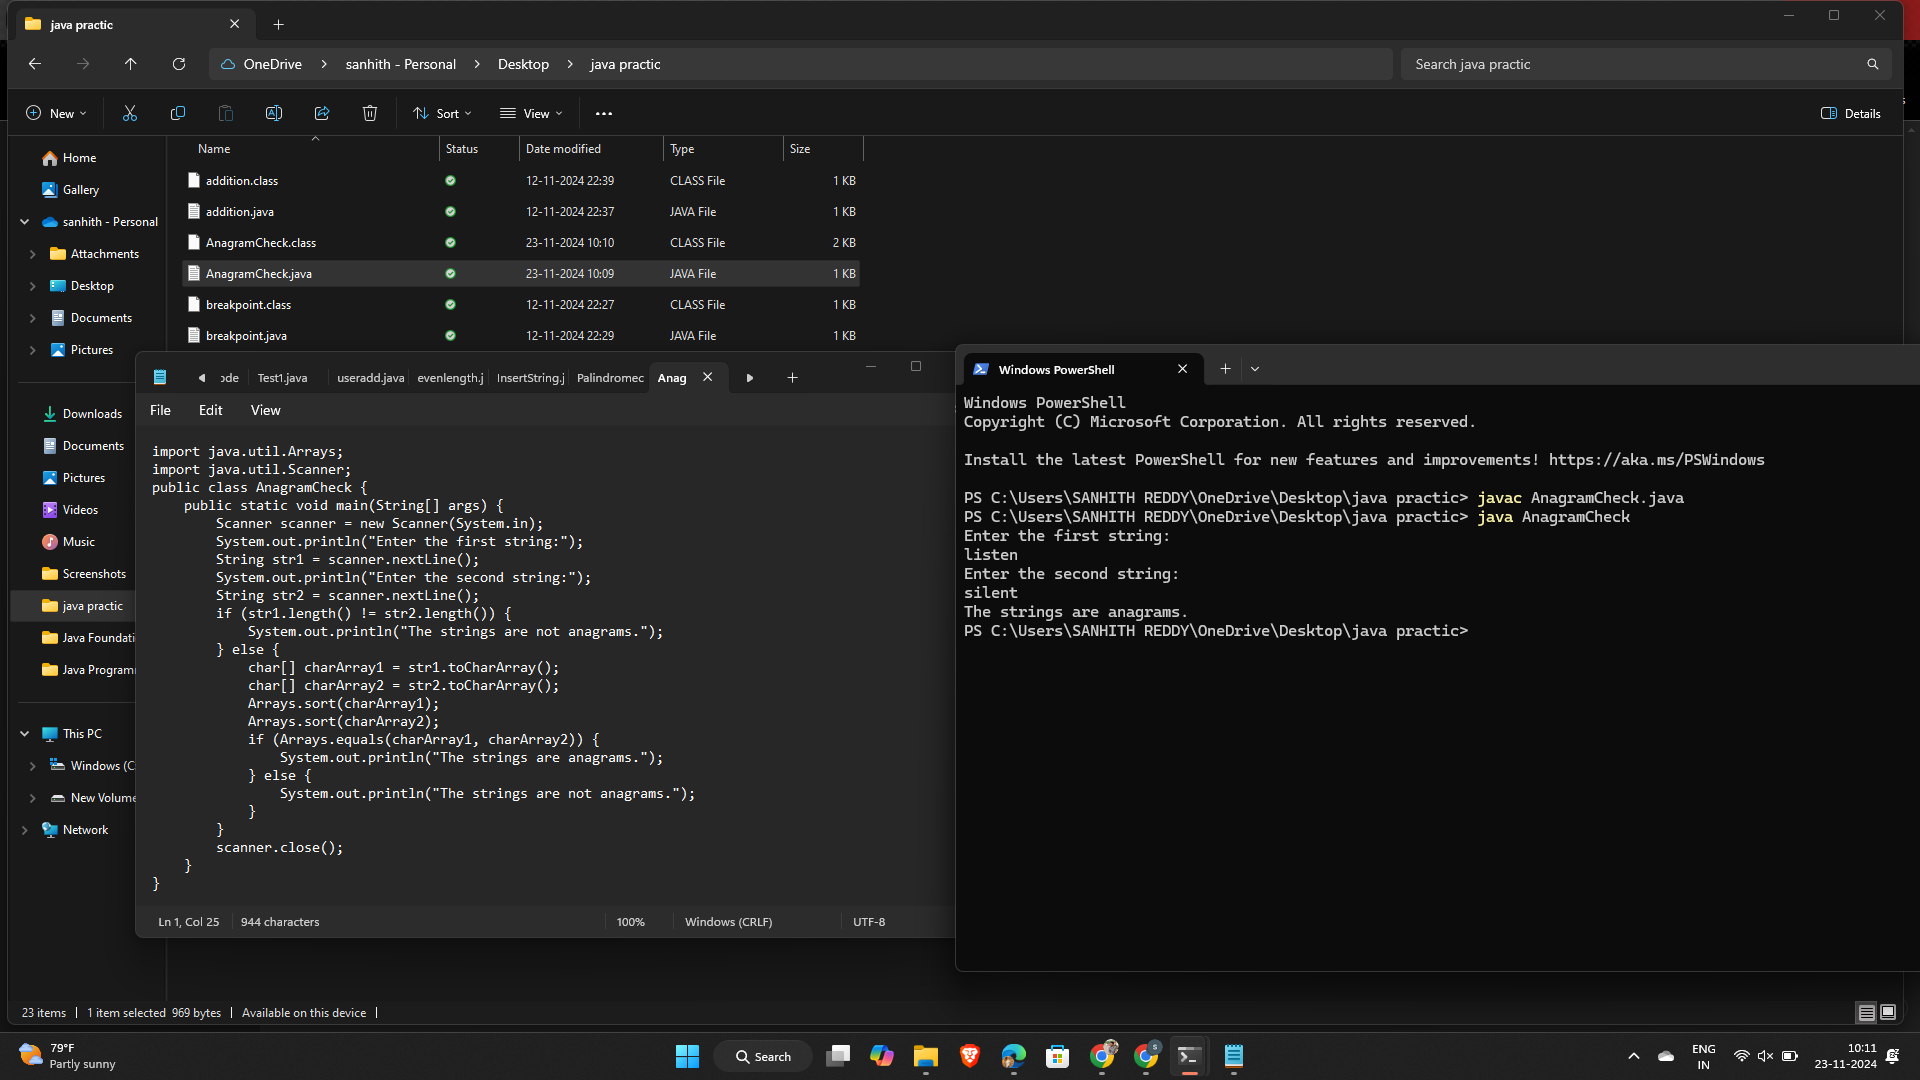 java practic
OneDrive > sanhith - Personal > Desktop > java practic
Search java practic
New
Sort
View
Details
Name Status Date modified Type Size
addition.class 12-11-2024 22:39 CLASS File 1 KB
addition.java 12-11-2024 22:37 JAVA File 1 KB
AnagramCheck.class 23-11-2024 10:10 CLASS File 2 KB
AnagramCheck.java 23-11-2024 10:09 JAVA File 1 KB
breakpoint.class 12-11-2024 22:27 CLASS File 1 KB
breakpoint.java 12-11-2024 22:29 JAVA File 1 KB
Home
Gallery
sanhith - Personal
Attachments
Desktop
Documents
Pictures
Downloads
Documents
Pictures
Videos
Music
Screenshots
java practic
Java Foundati
Java Program
This PC
Windows (C
New Volume
Network
ode Test1.java useradd.java evenlength.j InsertString.j Palindromec Anag
File Edit View
import java.util.Arrays;
import java.util.Scanner;
public class AnagramCheck {
    public static void main(String[] args) {
        Scanner scanner = new Scanner(System.in);
        System.out.println("Enter the first string:");
        String str1 = scanner.nextLine();
        System.out.println("Enter the second string:");
        String str2 = scanner.nextLine();
        if (str1.length() != str2.length()) {
            System.out.println("The strings are not anagrams.");
        } else {
            char[] charArray1 = str1.toCharArray();
            char[] charArray2 = str2.toCharArray();
            Arrays.sort(charArray1);
            Arrays.sort(charArray2);
            if (Arrays.equals(charArray1, charArray2)) {
                System.out.println("The strings are anagrams.");
            } else {
                System.out.println("The strings are not anagrams.");
            }
        }
        scanner.close();
    }
}
Ln 1, Col 25 944 characters 100% Windows (CRLF) UTF-8
Windows PowerShell
Windows PowerShell
Copyright (C) Microsoft Corporation. All rights reserved.
Install the latest PowerShell for new features and improvements! https://aka.ms/PSWindows
PS C:\Users\SANHITH REDDY\OneDrive\Desktop\java practic> javac AnagramCheck.java
PS C:\Users\SANHITH REDDY\OneDrive\Desktop\java practic> java AnagramCheck
Enter the first string:
listen
Enter the second string:
silent
The strings are anagrams.
PS C:\Users\SANHITH REDDY\OneDrive\Desktop\java practic>
23 items 1 item selected 969 bytes Available on this device
79°F
Partly sunny
Search
ENG
IN
10:11
23-11-2024